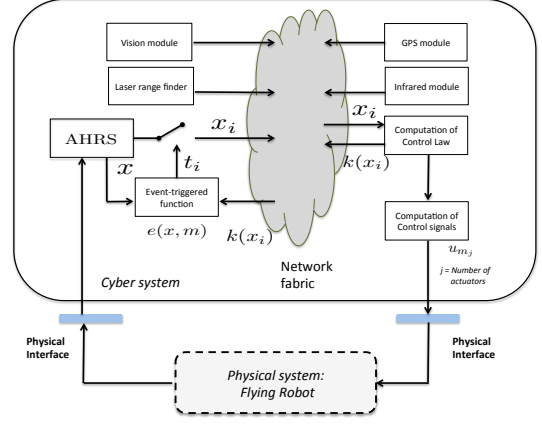 Vision module
GPS module
Laser range finder
Infrared module
AHRS
x_i
x_i
Computation of
Control Law
x
t_i
k(x_i)
Event-triggered
function
e(x, m)
k(x_i)
Computation of
Control signals
u_{m_j}
j = Number of
actuators
Network
fabric
Cyber system
Physical
Interface
Physical
Interface
Physical system:
Flying Robot